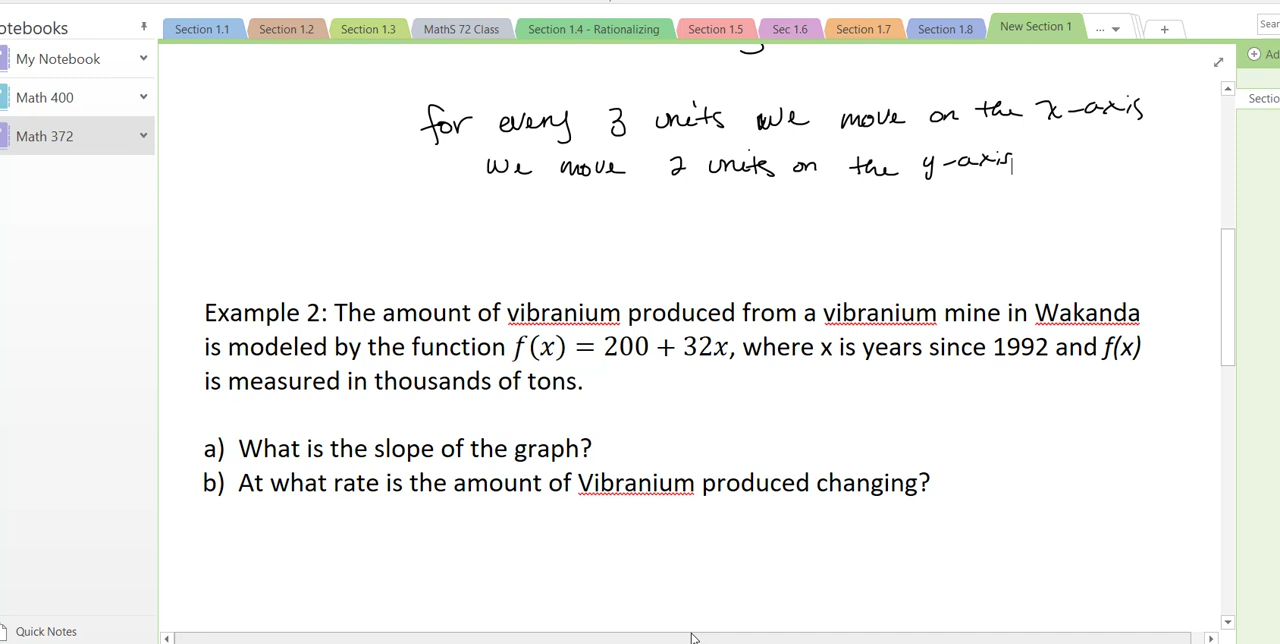 otebooks
Section 1.1
Section 1.2
Section 1.3
MathS 72 Class
Section 1.4 - Rationalizing
Section 1.5
Sec 1.6
Section 1.7
Section 1.8
New Section 1
...
+
Sear
My Notebook
Math 400
Math 372
Ad
Sectio
for every 3 units we move on the x-axis
we move 2 units on the y-axis
Example 2: The amount of vibranium produced from a vibranium mine in Wakanda
is modeled by the function f(x) = 200 + 32x, where x is years since 1992 and f(x)
is measured in thousands of tons.
a) What is the slope of the graph?
b) At what rate is the amount of Vibranium produced changing?
Quick Notes